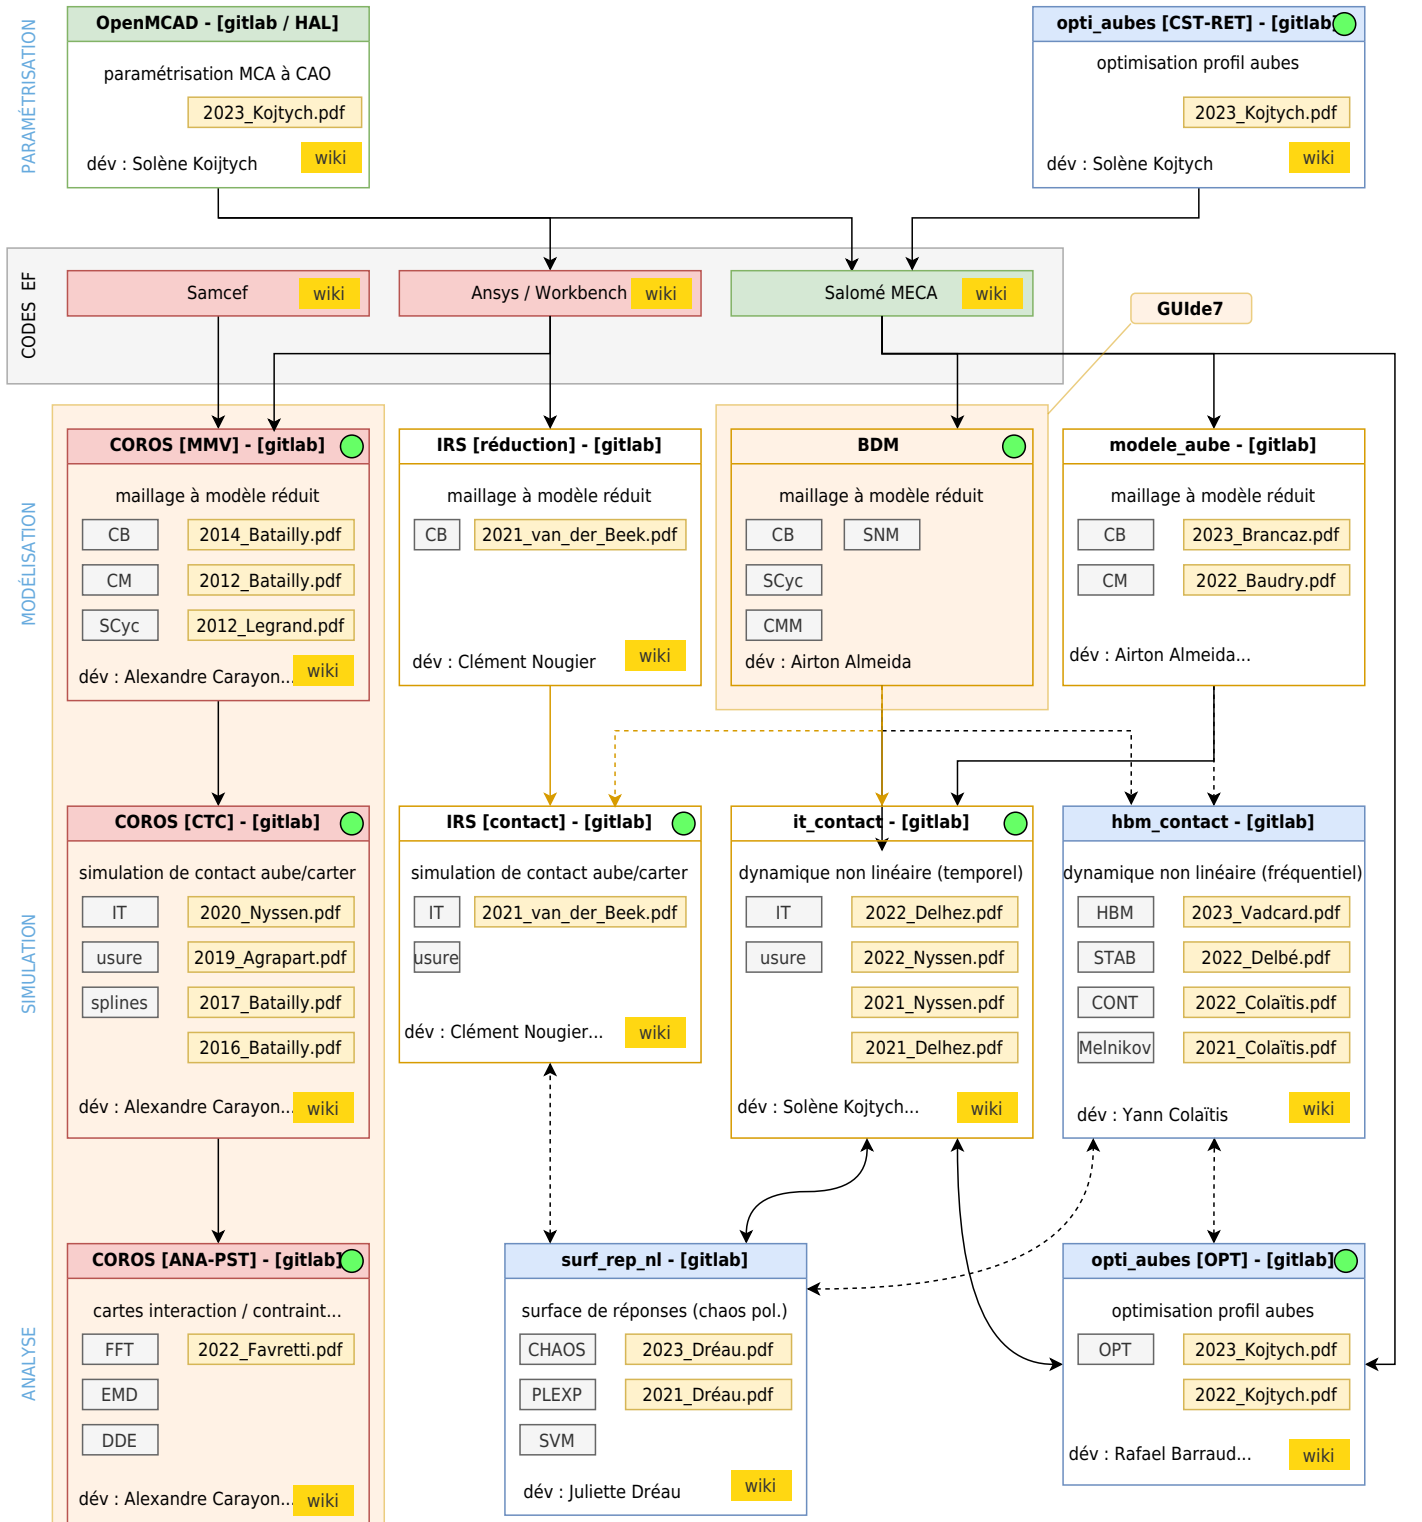 PARAMÉTRISATION
OpenMCAD - [gitlab / HAL]
paramétrisation MCA à CAO
2023_Kojtych.pdf
dév : Solène Koijtych
wiki
opti_aubes [CST-RET] - [gitlab]
optimisation profil aubes
2023_Kojtych.pdf
dév : Solène Kojtych
wiki
CODES EF
Samcef
wiki
Ansys / Workbench
wiki
Salomé MECA
wiki
GUIde7
MODÉLISATION
COROS [MMV] - [gitlab]
maillage à modèle réduit
CB
2014_Batailly.pdf
CM
2012_Batailly.pdf
SCyc
2012_Legrand.pdf
dév : Alexandre Carayon...
wiki
IRS [réduction] - [gitlab]
maillage à modèle réduit
CB
2021_van_der_Beek.pdf
dév : Clément Nougier
wiki
BDM
maillage à modèle réduit
CB
SNM
SCyc
CMM
dév : Airton Almeida
modele_aube - [gitlab]
maillage à modèle réduit
CB
2023_Brancaz.pdf
CM
2022_Baudry.pdf
dév : Airton Almeida...
SIMULATION
COROS [CTC] - [gitlab]
simulation de contact aube/carter
IT
2020_Nyssen.pdf
usure
2019_Agrapart.pdf
splines
2017_Batailly.pdf
2016_Batailly.pdf
dév : Alexandre Carayon...
wiki
IRS [contact] - [gitlab]
simulation de contact aube/carter
IT
2021_van_der_Beek.pdf
usure
dév : Clément Nougier...
wiki
it_contact - [gitlab]
dynamique non linéaire (temporel)
IT
2022_Delhez.pdf
usure
2022_Nyssen.pdf
2021_Nyssen.pdf
2021_Delhez.pdf
dév : Solène Kojtych...
wiki
hbm_contact - [gitlab]
dynamique non linéaire (fréquentiel)
HBM
2023_Vadcard.pdf
STAB
2022_Delbé.pdf
CONT
2022_Colaïtis.pdf
Melnikov
2021_Colaïtis.pdf
dév : Yann Colaïtis
wiki
ANALYSE
COROS [ANA-PST] - [gitlab]
cartes interaction / contraint...
FFT
2022_Favretti.pdf
EMD
DDE
dév : Alexandre Carayon...
wiki
surf_rep_nl - [gitlab]
surface de réponses (chaos pol.)
CHAOS
2023_Dréau.pdf
PLEXP
2021_Dréau.pdf
SVM
dév : Juliette Dréau
wiki
opti_aubes [OPT] - [gitlab]
optimisation profil aubes
OPT
2023_Kojtych.pdf
2022_Kojtych.pdf
dév : Rafael Barraud...
wiki